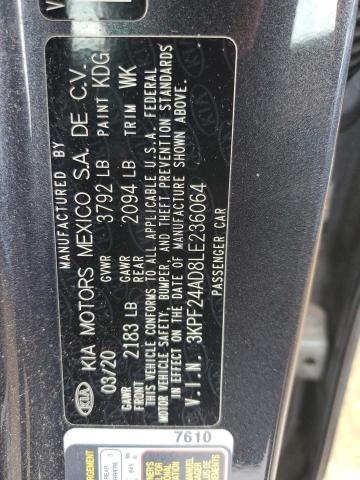 MANUFACTURED BY
KIA MOTORS MEXICO S.A. DE C.V.
KIA
03/20 GVWR 3792 LB PAINT KDG
GAWR FRONT 2183 LB GAWR REAR 2094 LB TRIM WK
THIS VEHICLE CONFORMS TO ALL APPLICABLE U.S.A. FEDERAL
MOTOR VEHICLE SAFETY, BUMPER, AND THEFT PREVENTION STANDARDS
IN EFFECT ON THE DATE OF MANUFACTURE SHOWN ABOVE.
V.I.N. 3KPF24AD8LE236064
PASSENGER CAR
7610
REAR